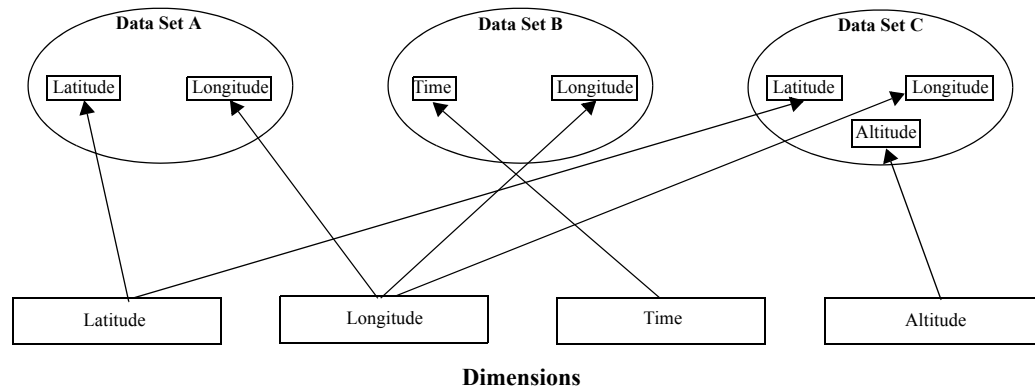 Data Set A
Data Set B
Data Set C
Latitude
Longitude
Time
Longitude
Latitude
Longitude
Altitude
Latitude
Longitude
Time
Altitude
Dimensions